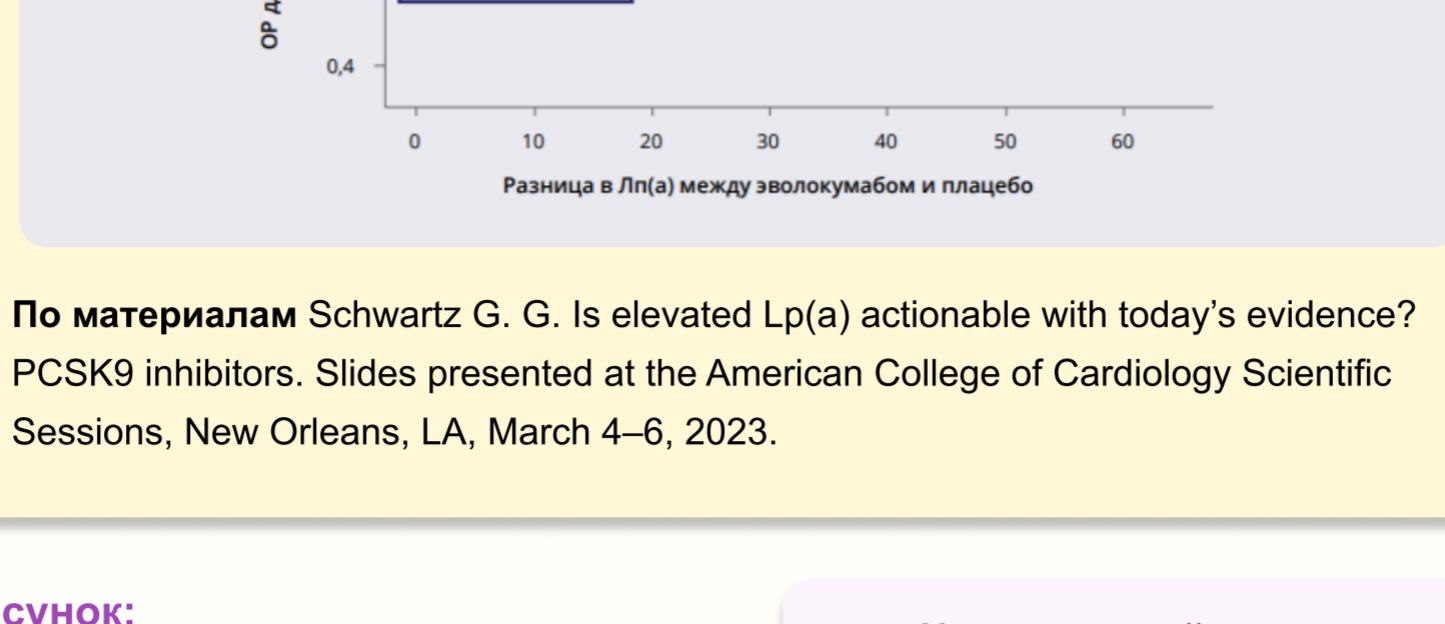 ОР д
0,4
0 10 20 30 40 50 60
Разница в Лп(а) между эволокумабом и плацебо
По материалам Schwartz G. G. Is elevated Lp(a) actionable with today’s evidence?
PCSK9 inhibitors. Slides presented at the American College of Cardiology Scientific
Sessions, New Orleans, LA, March 4–6, 2023.
сунок: